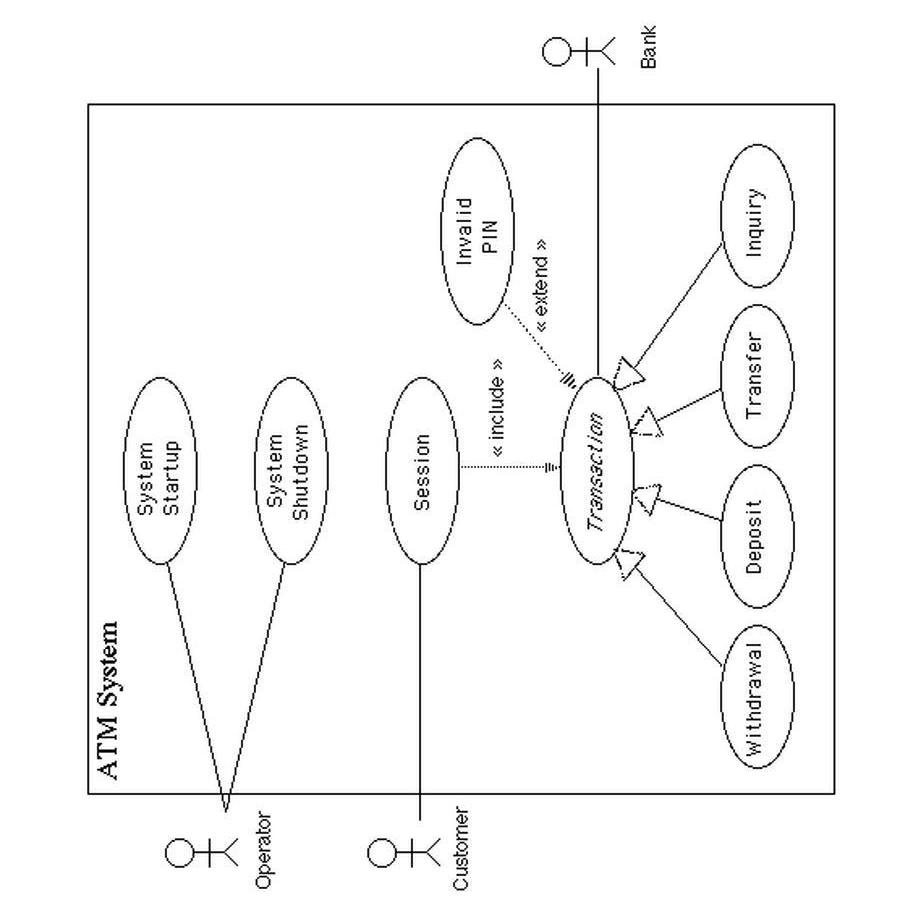 ATM System
System
Startup
Operator
System
Shutdown
Customer
Session
« include »
Invalid
PIN
« extend »
Transaction
Bank
Withdrawal
Deposit
Transfer
Inquiry